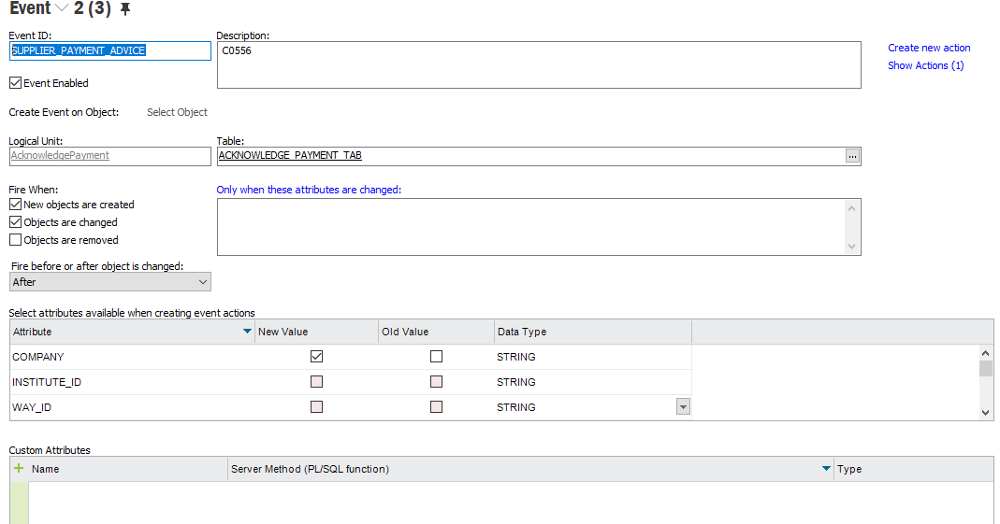 Event 2 (3)
Event ID: Description:
SUPPLIER_PAYMENT_ADVICE C0556
Create new action
Show Actions (1)
Event Enabled
Create Event on Object: Select Object
Logical Unit: Table:
AcknowledgePayment ACKNOWLEDGE_PAYMENT_TAB ...
Fire When: Only when these attributes are changed:
New objects are created
Objects are changed
Objects are removed
Fire before or after object is changed:
After
Select attributes available when creating event actions
Attribute New Value Old Value Data Type
COMPANY STRING
INSTITUTE_ID STRING
WAY_ID STRING
Custom Attributes
+ Name Server Method (PL/SQL function) Type